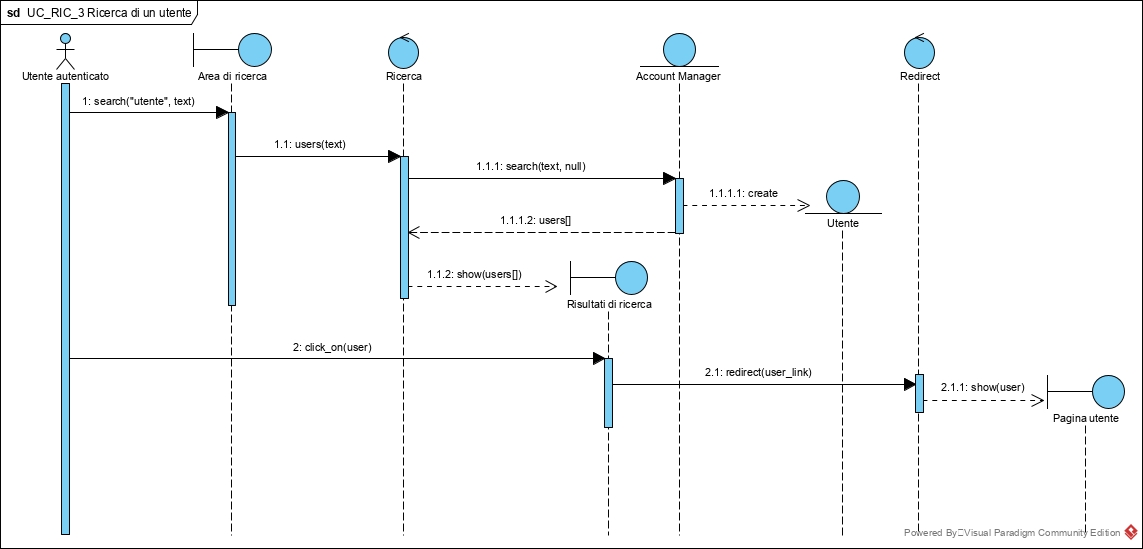 sd UC_RIC_3 Ricerca di un utente
Utente autenticato
Area di ricerca
Ricerca
Account Manager
Redirect
1: search("utente", text)
1.1: users(text)
1.1.1: search(text, null)
1.1.1.1: create
Utente
1.1.1.2: users[]
1.1.2: show(users[])
Risultati di ricerca
2: click_on(user)
2.1: redirect(user_link)
2.1.1: show(user)
Pagina utente
Powered By Visual Paradigm Community Edition